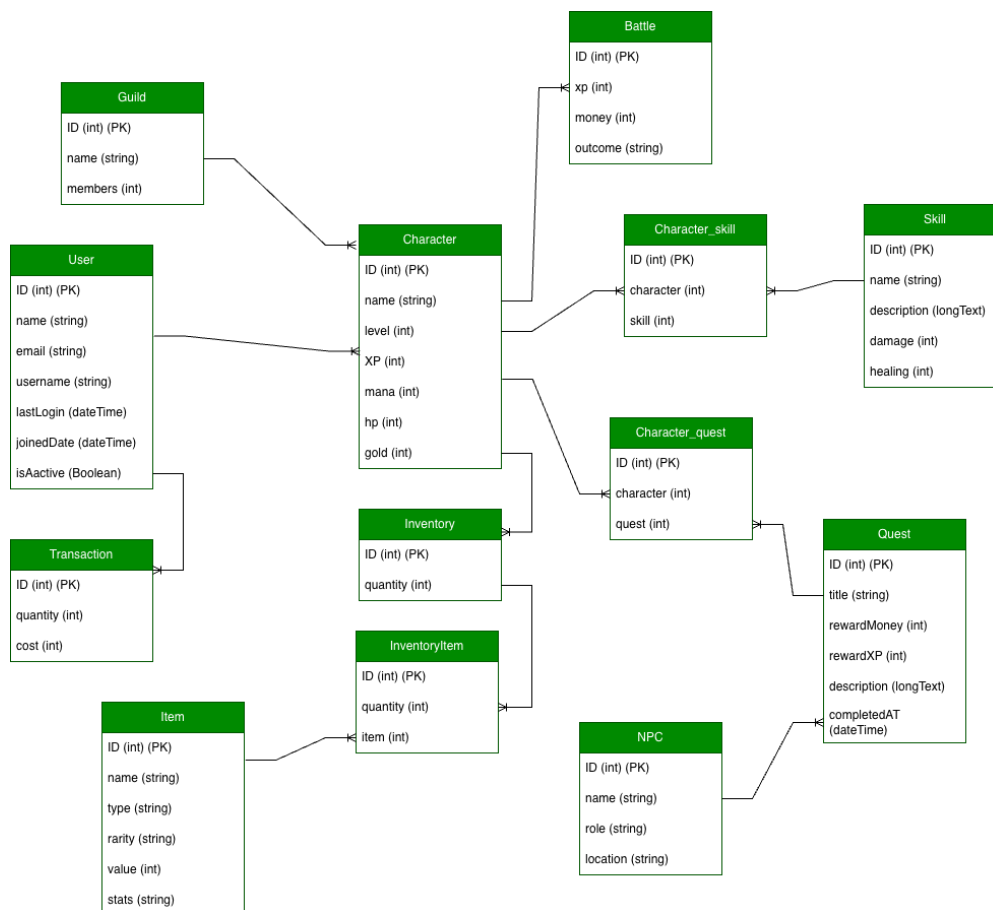 Battle
ID (int) (PK)
xp (int)
money (int)
outcome (string)
Guild
ID (int) (PK)
name (string)
members (int)
User
ID (int) (PK)
name (string)
email (string)
username (string)
lastLogin (dateTime)
joinedDate (dateTime)
isAactive (Boolean)
Character
ID (int) (PK)
name (string)
level (int)
XP (int)
mana (int)
hp (int)
gold (int)
Character_skill
ID (int) (PK)
character (int)
skill (int)
Skill
ID (int) (PK)
name (string)
description (longText)
damage (int)
healing (int)
Character_quest
ID (int) (PK)
character (int)
quest (int)
Transaction
ID (int) (PK)
quantity (int)
cost (int)
Inventory
ID (int) (PK)
quantity (int)
InventoryItem
ID (int) (PK)
quantity (int)
item (int)
Quest
ID (int) (PK)
title (string)
rewardMoney (int)
rewardXP (int)
description (longText)
completedAT
(dateTime)
Item
ID (int) (PK)
name (string)
type (string)
rarity (string)
value (int)
stats (string)
NPC
ID (int) (PK)
name (string)
role (string)
location (string)